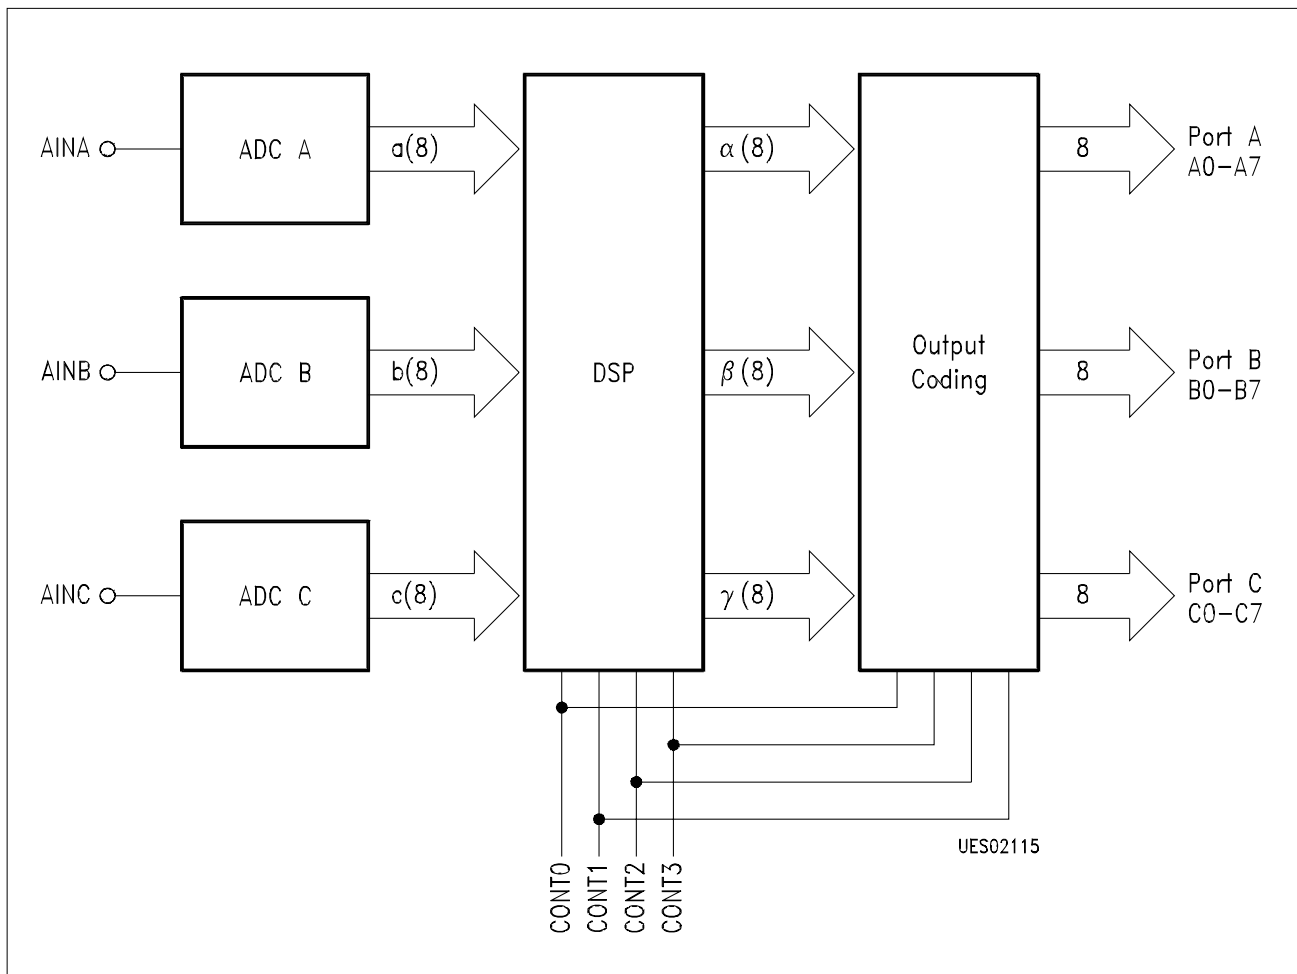 AINA
ADC A
a(8)
α(8)
8
Port A
A0-A7
AINB
ADC B
b(8)
DSP
β(8)
Output
Coding
8
Port B
B0-B7
AINC
ADC C
c(8)
γ(8)
8
Port C
C0-C7
UES02115
CONT0
CONT1
CONT2
CONT3